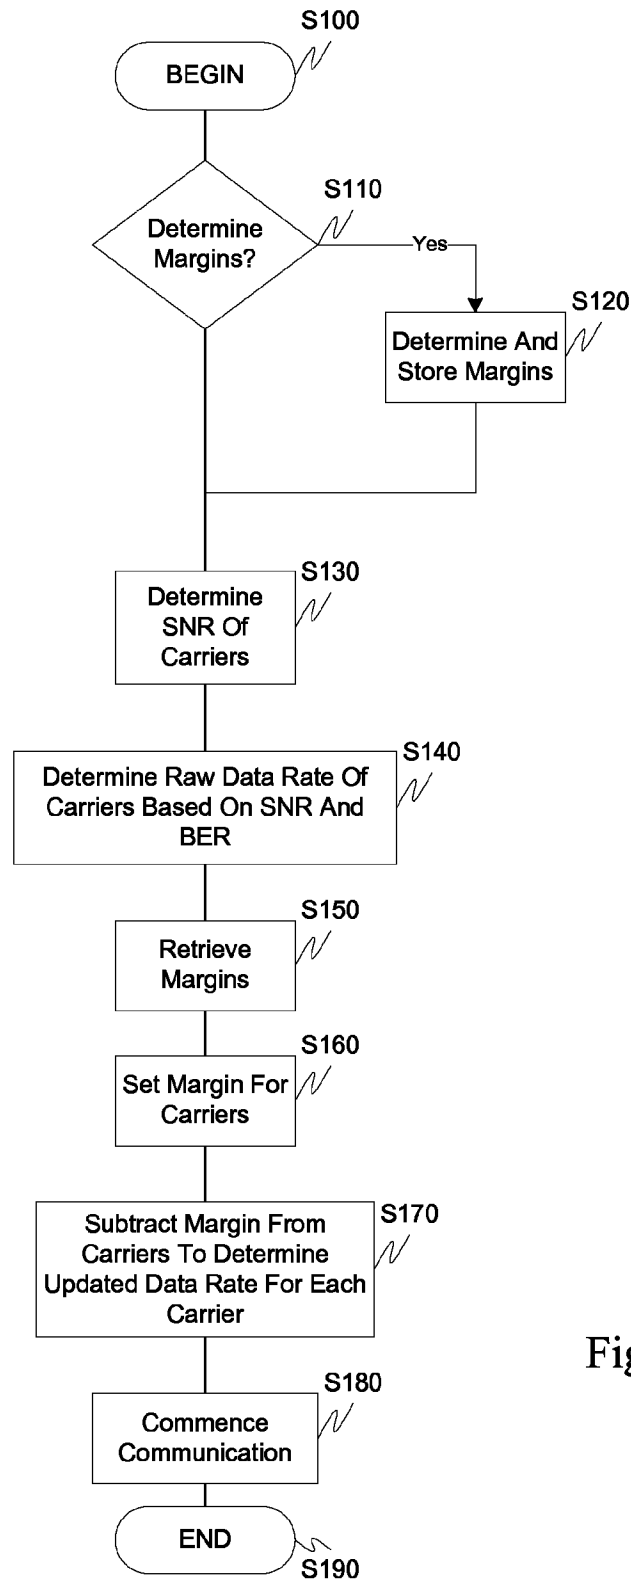 S100
BEGIN
S110
Determine
Margins?
Yes
S120
Determine And
Store Margins
S130
Determine
SNR Of
Carriers
S140
Determine Raw Data Rate Of
Carriers Based On SNR And
BER
S150
Retrieve
Margins
S160
Set Margin For
Carriers
S170
Subtract Margin From
Carriers To Determine
Updated Data Rate For Each
Carrier
S180
Commence
Communication
END
S190